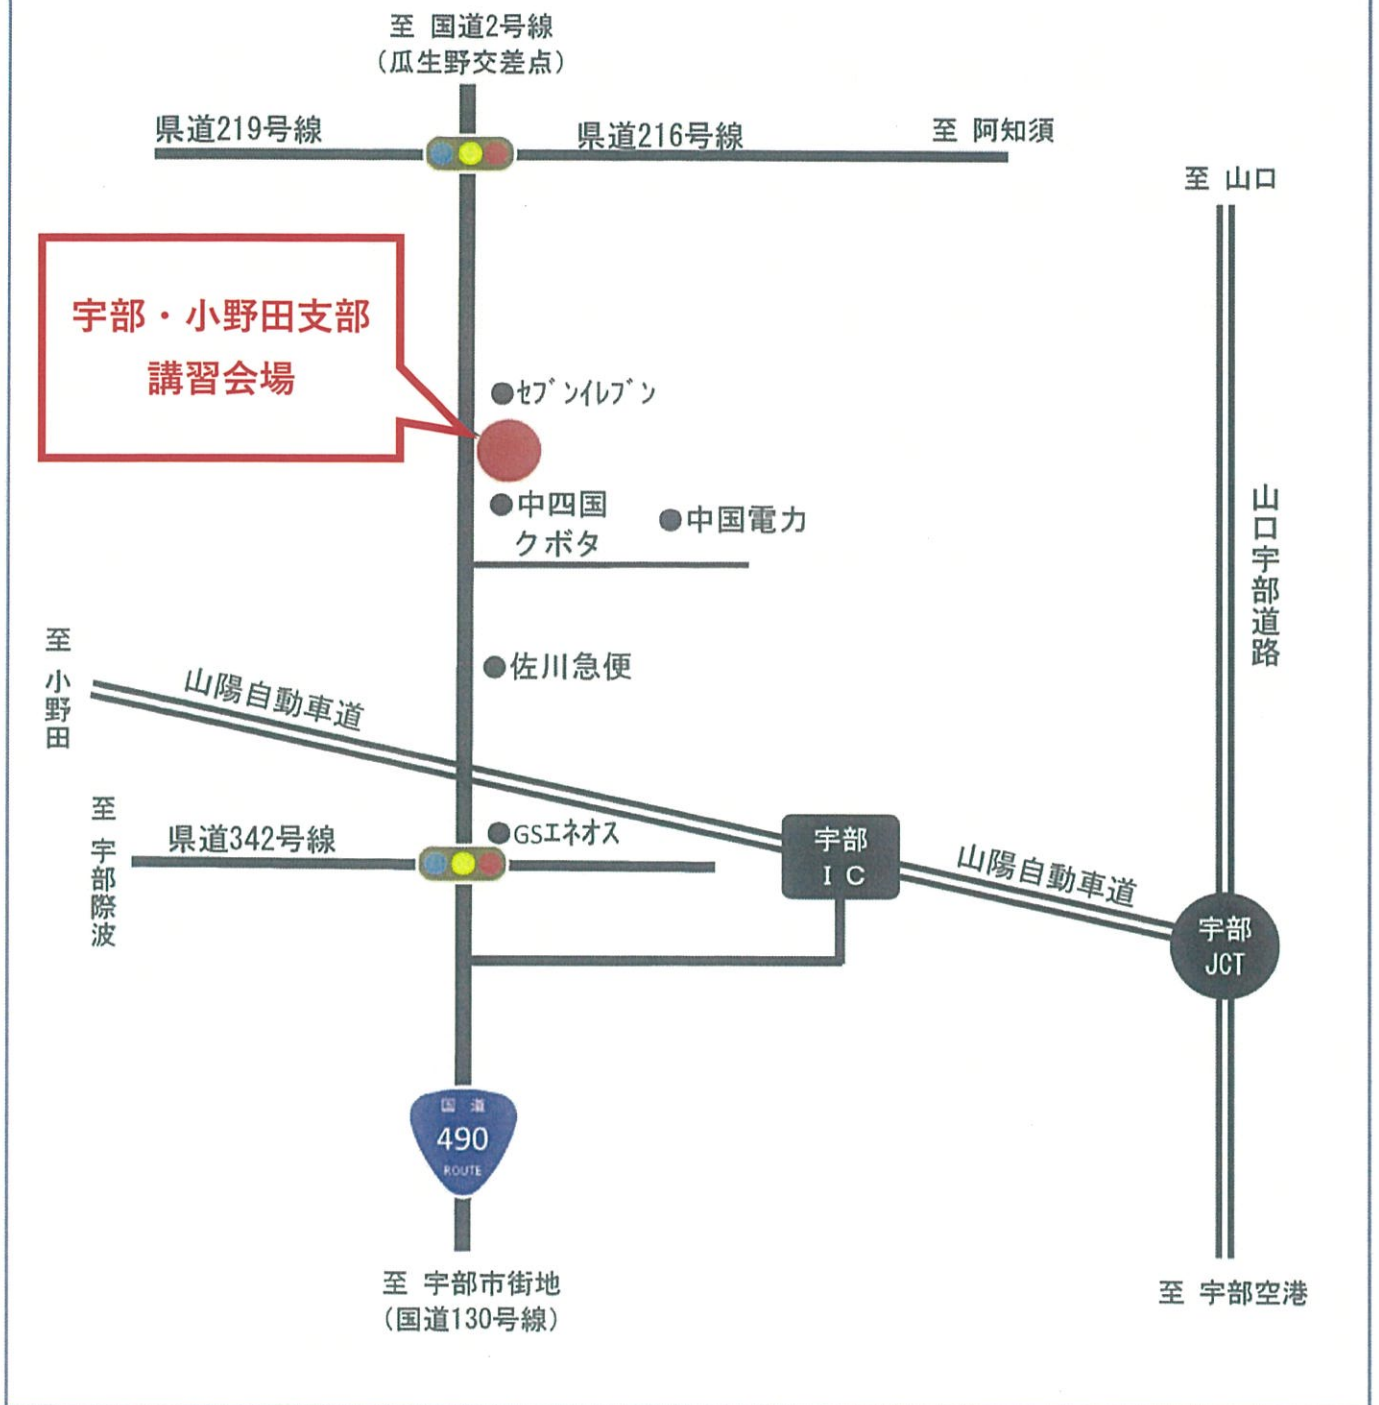 至 国道2号線
（瓜生野交差点）
県道219号線
県道216号線
至 阿知須
至 山口
宇部・小野田支部
講習会場
●ｾﾌﾞﾝｲﾚﾌﾞﾝ
●中四国
クボタ
●中国電力
山口宇部道路
至 小野田
山陽自動車道
●佐川急便
至 宇部際波
県道342号線
●GSエネオス
宇部
ＩＣ
山陽自動車道
宇部
JCT
国道
490
ROUTE
至 宇部市街地
（国道130号線）
至 宇部空港